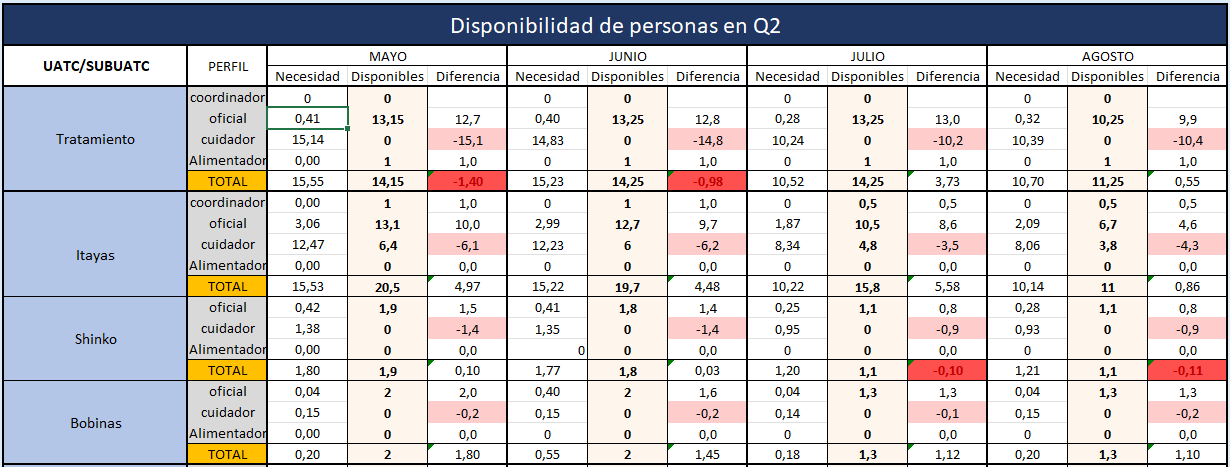 Disponibilidad de personas en Q2
UATC/SUBUATC PERFIL MAYO JUNIO JULIO AGOSTO
Necesidad Disponibles Diferencia Necesidad Disponibles Diferencia Necesidad Disponibles Diferencia Necesidad Disponibles Diferencia
Tratamiento
coordinador 0 0 0 0 0 0 0 0
oficial 0,41 13,15 12,7 0,40 13,25 12,8 0,28 13,25 13,0 0,32 10,25 9,9
cuidador 15,14 0 -15,1 14,83 0 -14,8 10,24 0 -10,2 10,39 0 -10,4
Alimentador 0,00 1 1,0 0 1 1,0 0 1 1,0 0 1 1,0
TOTAL 15,55 14,15 -1,40 15,23 14,25 -0,98 10,52 14,25 3,73 10,70 11,25 0,55
Itayas
coordinador 0,00 1 1,0 0 1 1,0 0 0,5 0,5 0 0,5 0,5
oficial 3,06 13,1 10,0 2,99 12,7 9,7 1,87 10,5 8,6 2,09 6,7 4,6
cuidador 12,47 6,4 -6,1 12,23 6 -6,2 8,34 4,8 -3,5 8,06 3,8 -4,3
Alimentador 0,00 0 0,0 0 0 0,0 0 0 0,0 0 0 0,0
TOTAL 15,53 20,5 4,97 15,22 19,7 4,48 10,22 15,8 5,58 10,14 11 0,86
Shinko
oficial 0,42 1,9 1,5 0,41 1,8 1,4 0,25 1,1 0,8 0,28 1,1 0,8
cuidador 1,38 0 -1,4 1,35 0 -1,4 0,95 0 -0,9 0,93 0 -0,9
Alimentador 0,00 0 0,0 0 0 0,0 0 0 0,0 0 0 0,0
TOTAL 1,80 1,9 0,10 1,77 1,8 0,03 1,20 1,1 -0,10 1,21 1,1 -0,11
Bobinas
oficial 0,04 2 2,0 0,40 2 1,6 0,04 1,3 1,3 0,04 1,3 1,3
cuidador 0,15 0 -0,2 0,15 0 -0,2 0,14 0 -0,1 0,15 0 -0,2
Alimentador 0,00 0 0,0 0 0 0,0 0 0 0,0 0 0 0,0
TOTAL 0,20 2 1,80 0,55 2 1,45 0,18 1,3 1,12 0,20 1,3 1,10